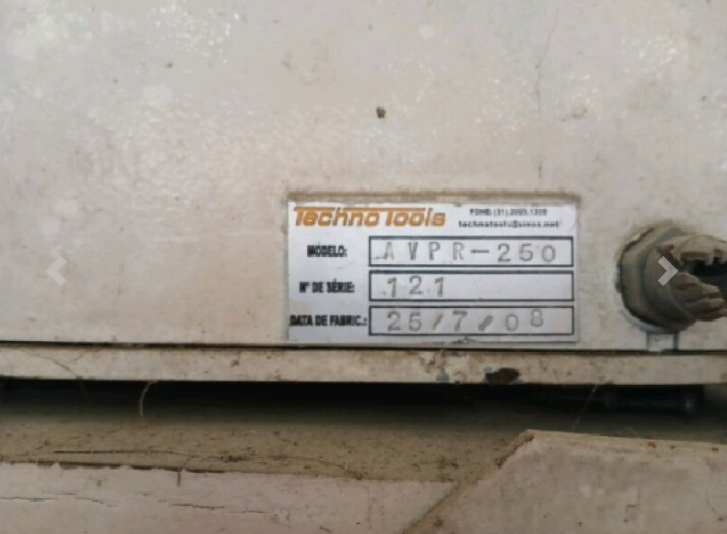 Techno Tools
MODELO: AVPR-250
Nº DE SÉRIE: 121
DATA DE FABRIC.: 25/7/08